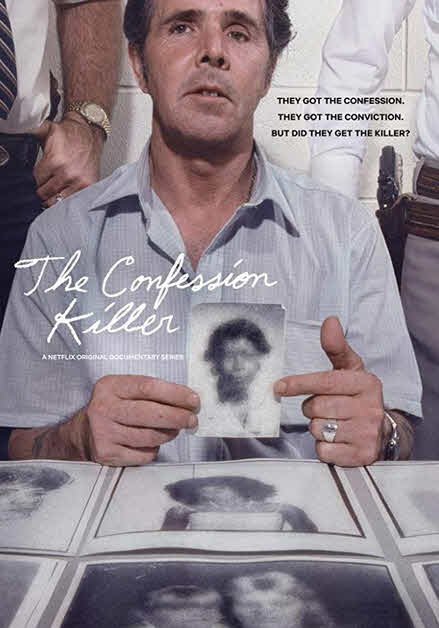 THEY GOT THE CONFESSION.
THEY GOT THE CONVICTION.
BUT DID THEY GET THE KILLER?
The Confession
Killer
A NETFLIX ORIGINAL DOCUMENTARY SERIES